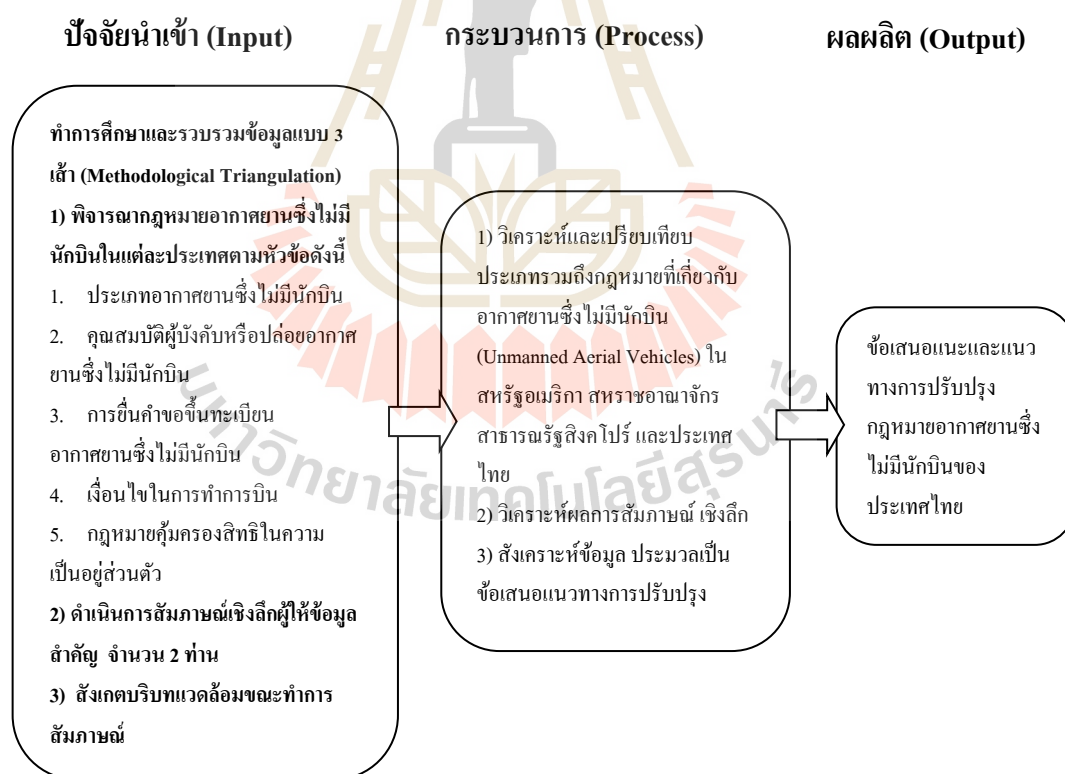 ปัจจัยนำเข้า (Input)
กระบวนการ (Process)
ผลผลิต (Output)
ทำการศึกษาและรวบรวมข้อมูลแบบ 3
เส้า (Methodological Triangulation)
1) พิจารณากฎหมายอากาศยานซึ่งไม่มี
นักบินในแต่ละประเทศตามหัวข้อดังนี้
1. ประเภทอากาศยานซึ่งไม่มีนักบิน
2. คุณสมบัติผู้บังคับหรือปล่อยอากาศ
ยานซึ่งไม่มีนักบิน
3. การยื่นคำขอขึ้นทะเบียน
อากาศยานซึ่งไม่มีนักบิน
4. เงื่อนไขในการทำการบิน
5. กฎหมายคุ้มครองสิทธิในความ
เป็นอยู่ส่วนตัว
2) ดำเนินการสัมภาษณ์เชิงลึกผู้ให้ข้อมูล
สำคัญ จำนวน 2 ท่าน
3) สังเกตบริบทแวดล้อมขณะทำการ
สัมภาษณ์
1) วิเคราะห์และเปรียบเทียบ
ประเภทรวมถึงกฎหมายที่เกี่ยวกับ
อากาศยานซึ่งไม่มีนักบิน
(Unmanned Aerial Vehicles) ใน
สหรัฐอเมริกา สหราชอาณาจักร
สาธารณรัฐสิงคโปร์ และประเทศ
ไทย
2) วิเคราะห์ผลการสัมภาษณ์ เชิงลึก
3) สังเคราะห์ข้อมูล ประมวลเป็น
ข้อเสนอแนวทางการปรับปรุง
ข้อเสนอแนะและแนว
ทางการปรับปรุง
กฎหมายอากาศยานซึ่ง
ไม่มีนักบินของ
ประเทศไทย
มหาวิทยาลัยเทคโนโลยีสุรนารี